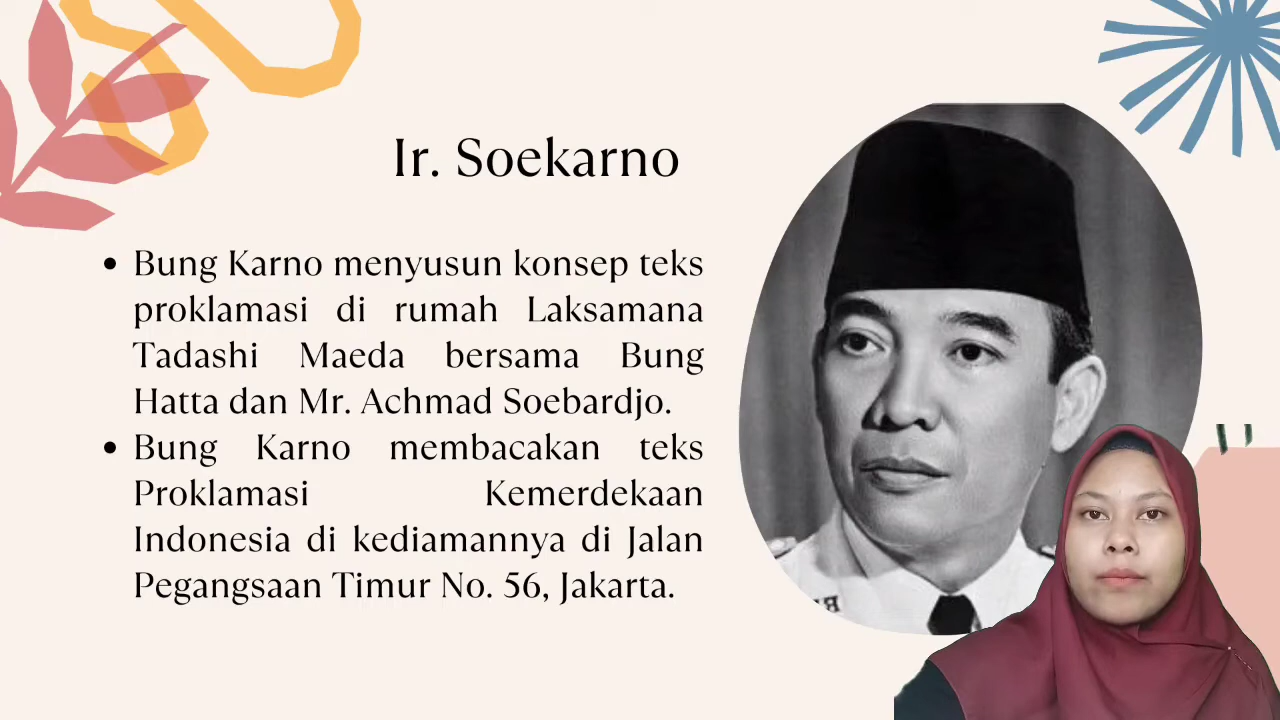 Ir. Soekarno
• Bung Karno menyusun konsep teks
proklamasi di rumah Laksamana
Tadashi Maeda bersama Bung
Hatta dan Mr. Achmad Soebardjo.
• Bung Karno membacakan teks
Proklamasi Kemerdekaan
Indonesia di kediamannya di Jalan
Pegangsaan Timur No. 56, Jakarta.